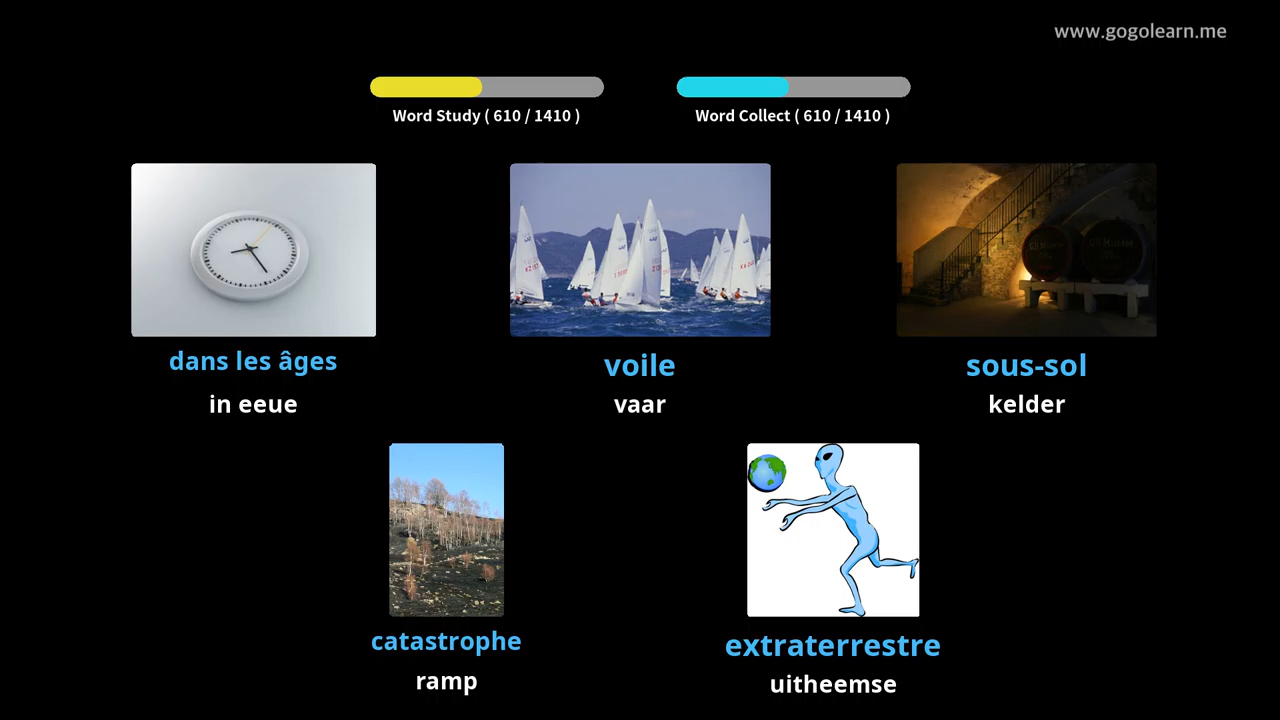 www.gogolearn.me
Word Study ( 610 / 1410 )
Word Collect ( 610 / 1410 )
dans les âges
in eeue
voile
vaar
sous-sol
kelder
catastrophe
ramp
extraterrestre
uitheemse